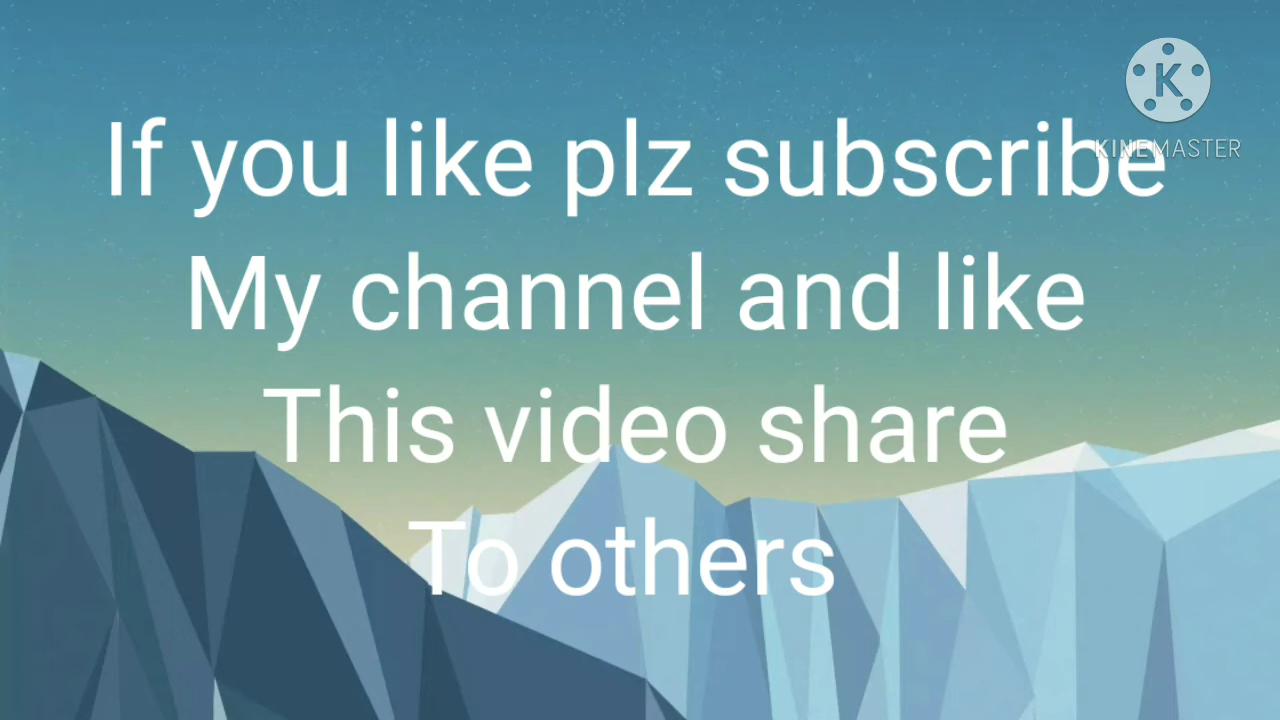 K
KINEMASTER
If you like plz subscribe
My channel and like
This video share
To others